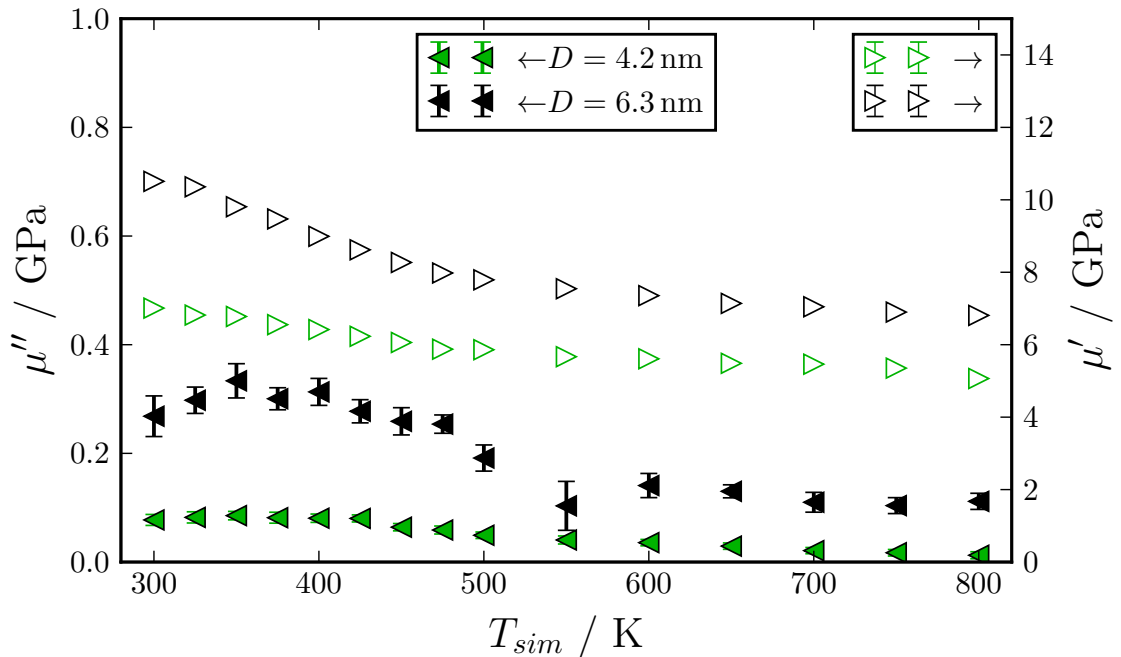 1.0
0.8
0.6
0.4
0.2
0.0
μ'' / GPa
←D = 4.2 nm
←D = 6.3 nm
→
→
14
12
10
8
6
4
2
0
μ' / GPa
300 400 500 600 700 800
T_sim / K